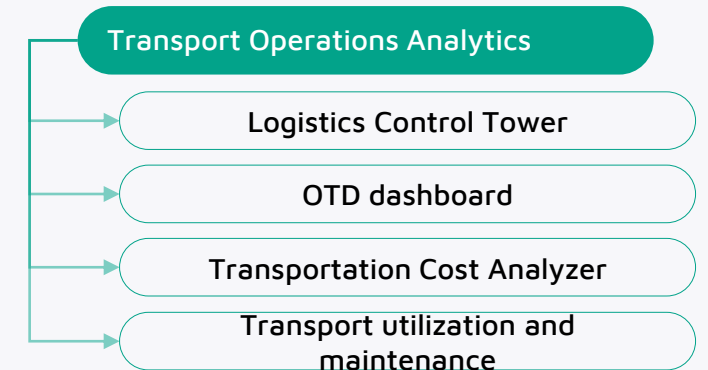 Transport Operations Analytics
Logistics Control Tower
OTD dashboard
Transportation Cost Analyzer
Transport utilization and
maintenance